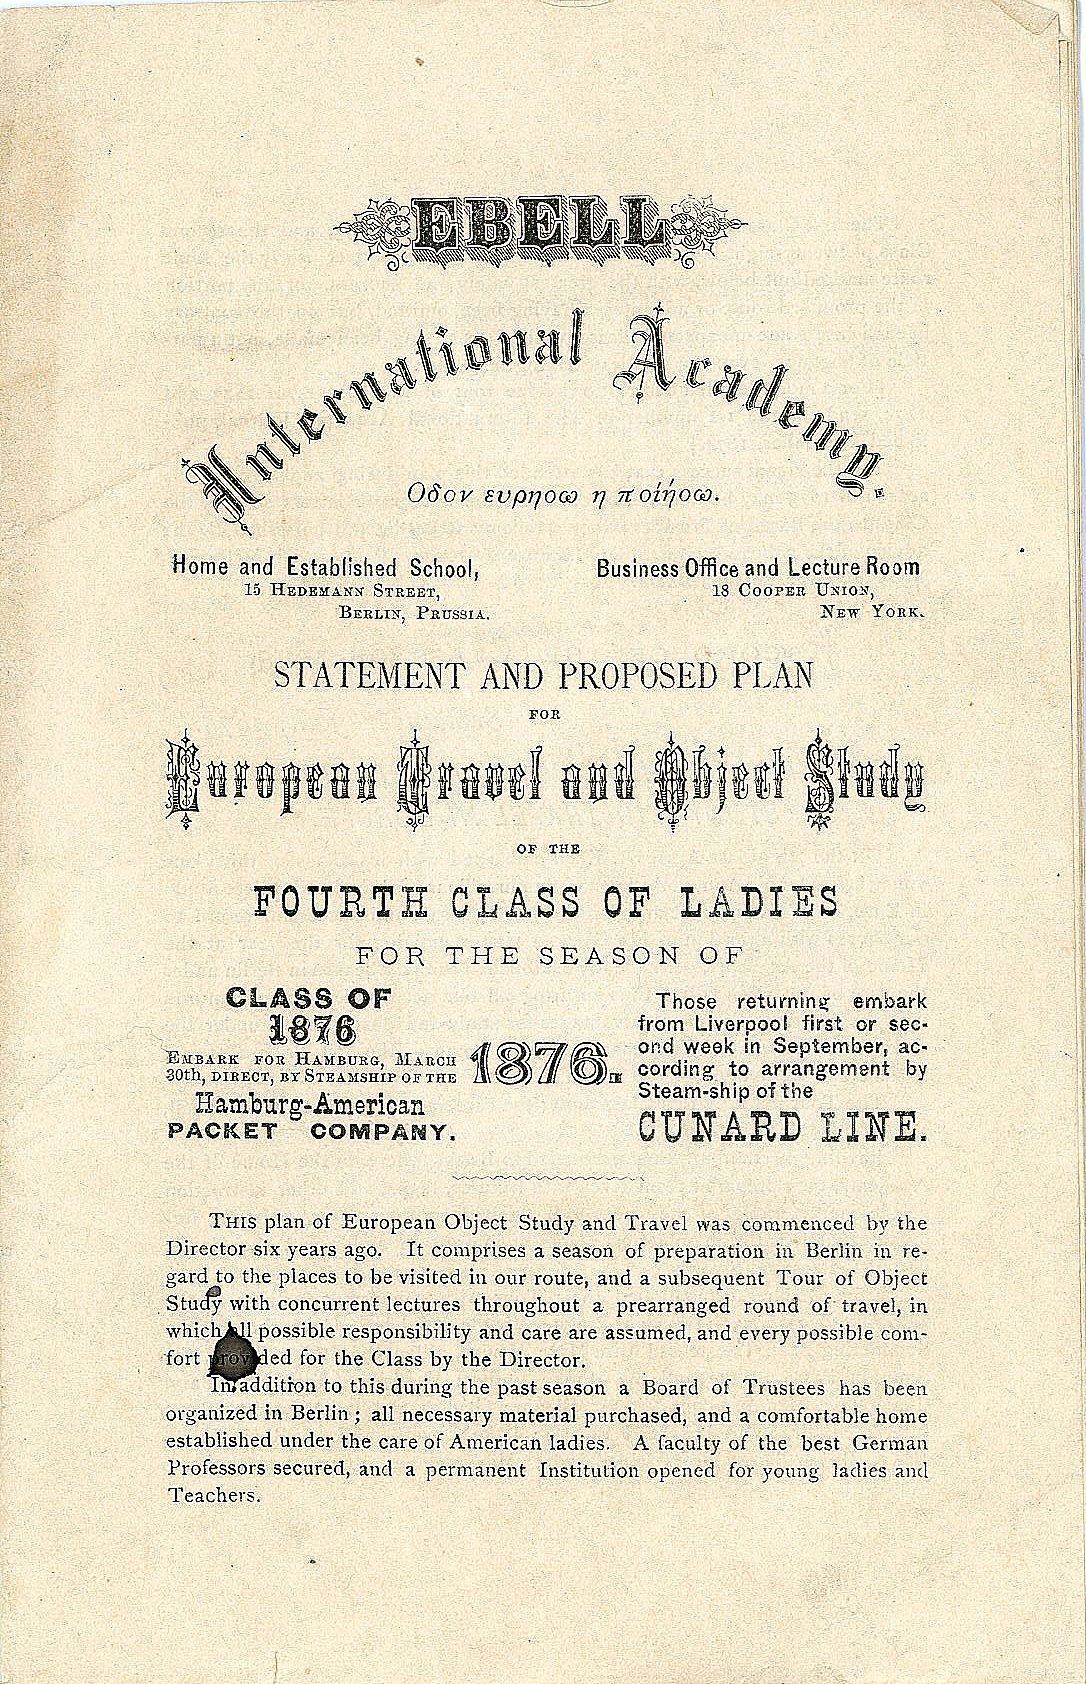 EBELL
International Academy.
Οδον ευρηοω η ποίήοω.
Home and Established School,
15 HEDEMANN STREET,
BERLIN, PRUSSIA.
Business Office and Lecture Room
18 COOPER UNION,
NEW YORK.
STATEMENT AND PROPOSED PLAN
FOR
European Travel and Object Study
OF THE
FOURTH CLASS OF LADIES
FOR THE SEASON OF
CLASS OF
1876
EMBARK FOR HAMBURG, MARCH
30th, DIRECT, BY STEAMSHIP OF THE
Hamburg-American
PACKET COMPANY.
1876.
Those returning embark
from Liverpool first or sec-
ond week in September, ac-
cording to arrangement by
Steam-ship of the
CUNARD LINE.
THIS plan of European Object Study and Travel was commenced by the
Director six years ago. It comprises a season of preparation in Berlin in re-
gard to the places to be visited in our route, and a subsequent Tour of Object
Study with concurrent lectures throughout a prearranged round of travel, in
which all possible responsibility and care are assumed, and every possible com-
fort provided for the Class by the Director.
In addition to this during the past season a Board of Trustees has been
organized in Berlin ; all necessary material purchased, and a comfortable home
established under the care of American ladies. A faculty of the best German
Professors secured, and a permanent Institution opened for young ladies and
Teachers.